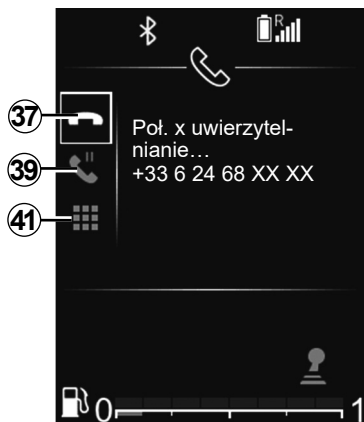 R
37
Poł. x uwierzytel-
nianie…
+33 6 24 68 XX XX
39
41
0 1